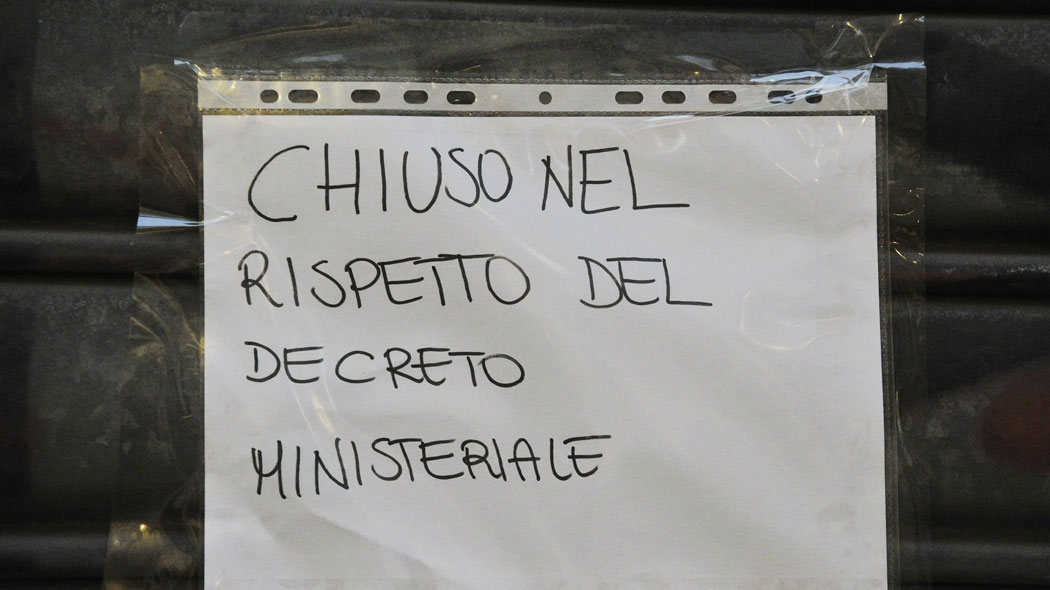 CHIUSO NEL
RISPETTO DEL
DECRETO
MINISTERIALE